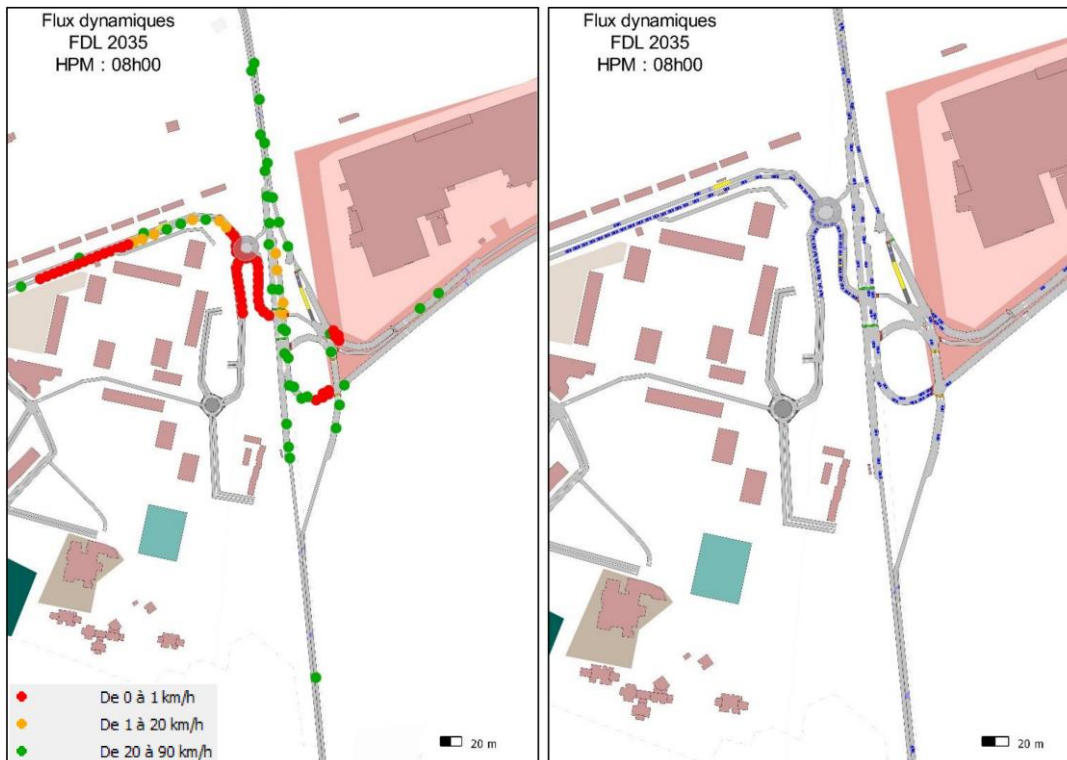 Flux dynamiques
FDL 2035
HPM : 08h00
De 0 à 1 km/h
De 1 à 20 km/h
De 20 à 90 km/h
20 m
Flux dynamiques
FDL 2035
HPM : 08h00
20 m